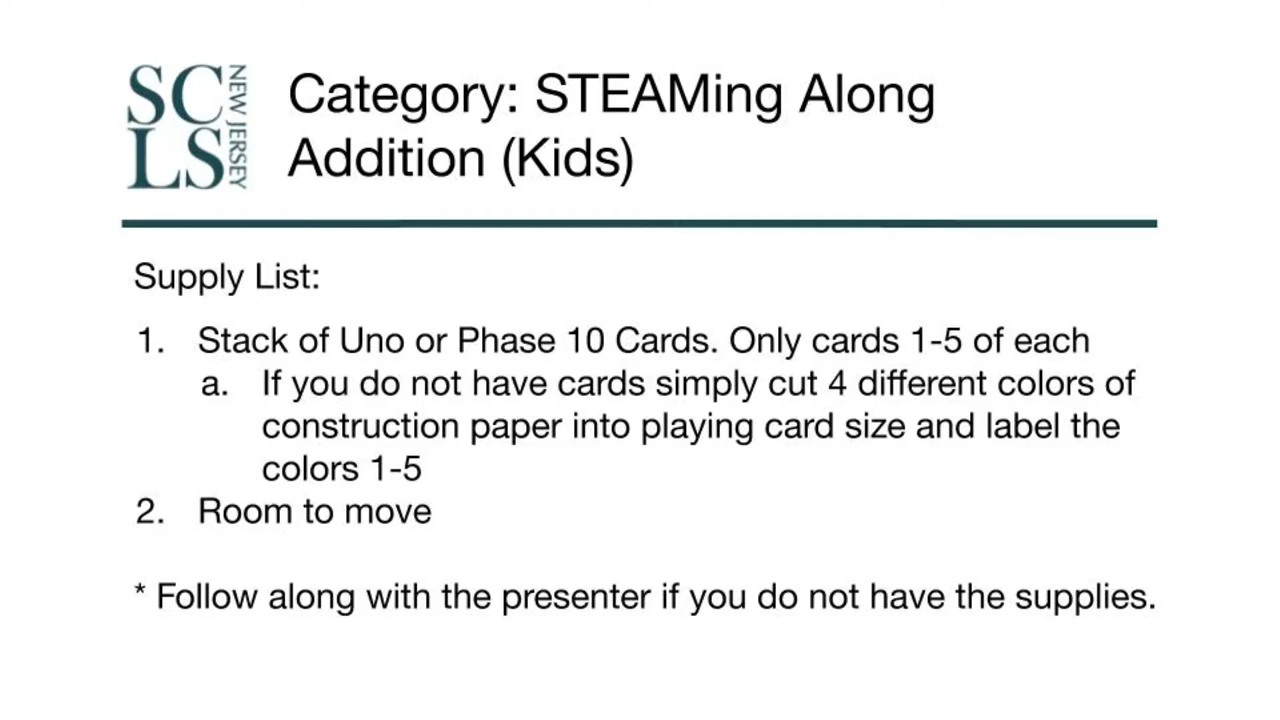 SC
LS
NEW JERSEY
Category: STEAMing Along
Addition (Kids)
Supply List:
1. Stack of Uno or Phase 10 Cards. Only cards 1-5 of each
a. If you do not have cards simply cut 4 different colors of
construction paper into playing card size and label the
colors 1-5
2. Room to move
* Follow along with the presenter if you do not have the supplies.